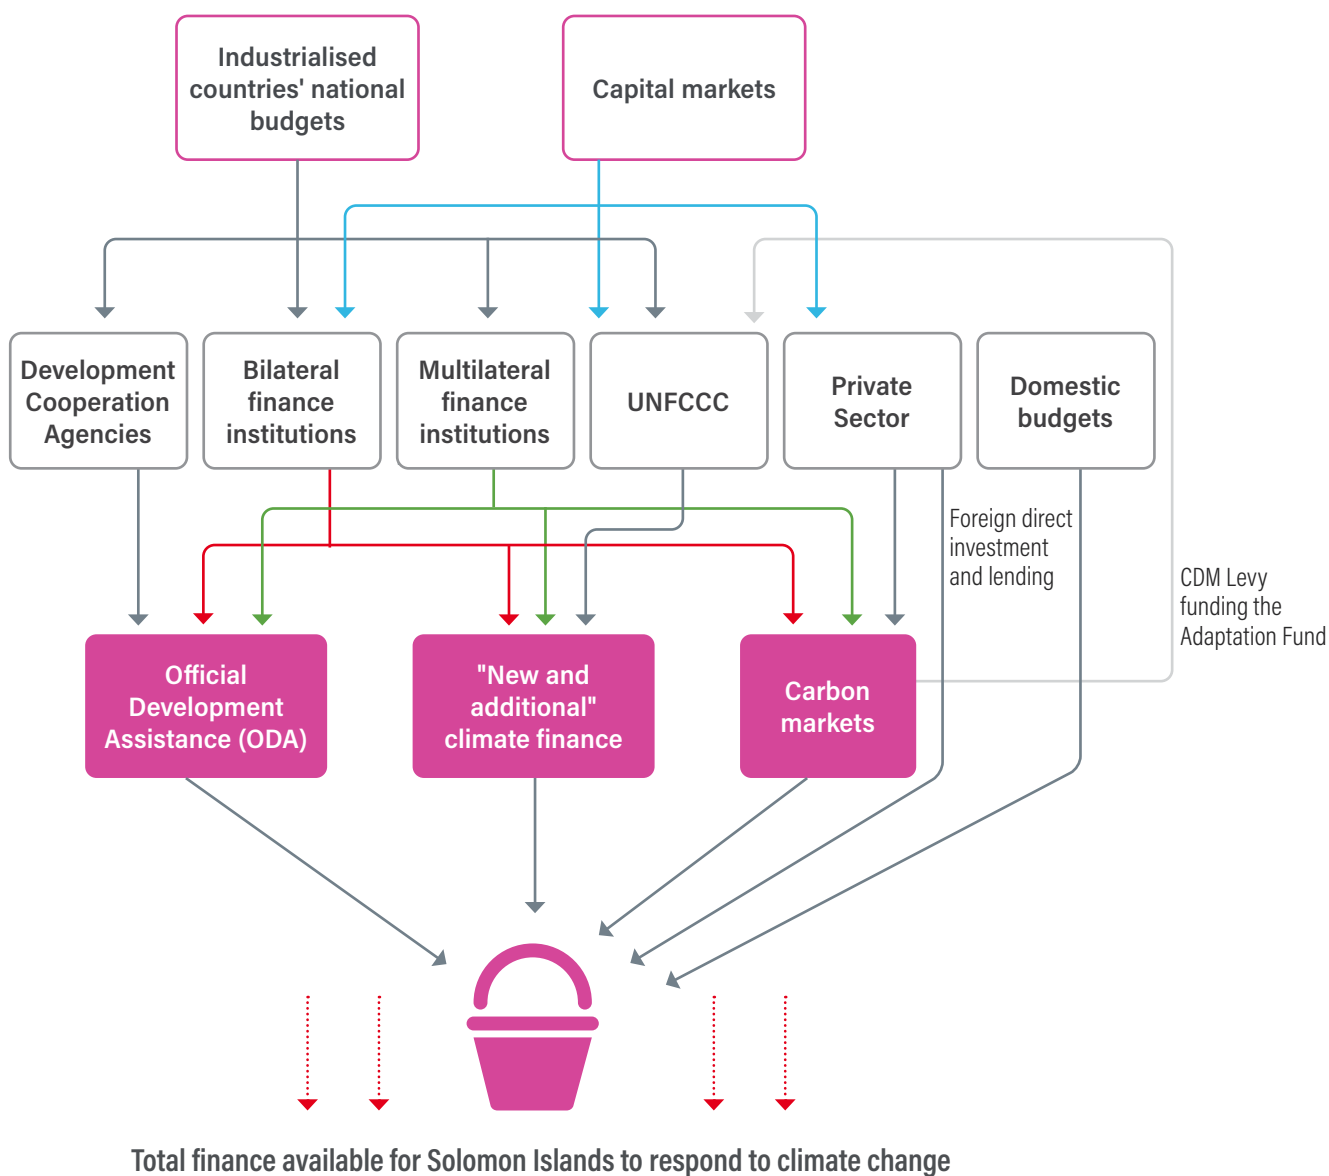 Industrialised
countries' national
budgets
Capital markets
Development
Cooperation
Agencies
Bilateral
finance
institutions
Multilateral
finance
institutions
UNFCCC
Private
Sector
Domestic
budgets
Foreign direct
investment
and lending
CDM Levy
funding the
Adaptation Fund
Official
Development
Assistance (ODA)
"New and
additional"
climate finance
Carbon
markets
Total finance available for Solomon Islands to respond to climate change